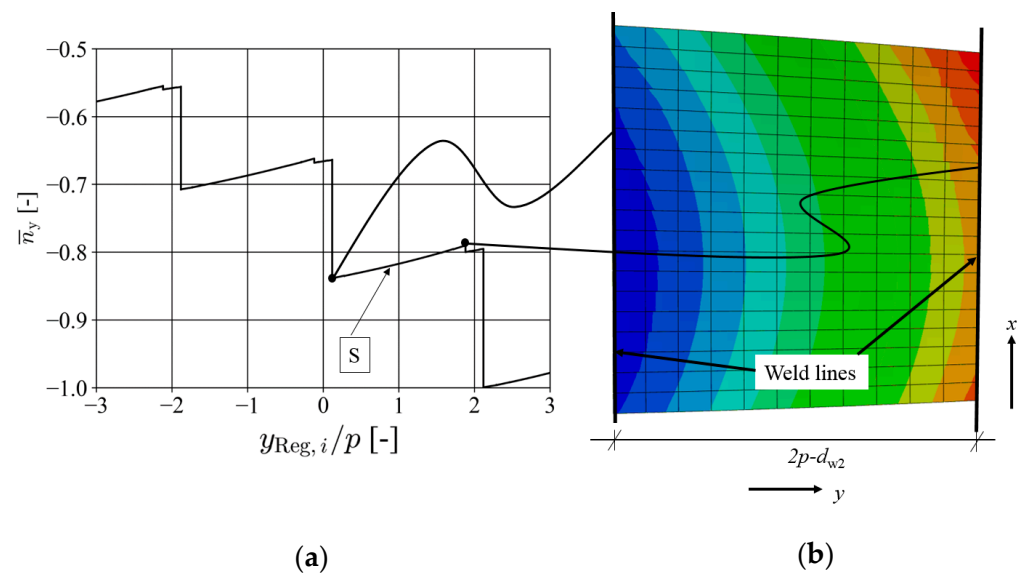 −0.5
−0.6
−0.7
−0.8
−0.9
−1.0
n̅y [-]
S
−3
−2
−1
0
1
2
3
yReg, i/p [-]
(a)
Weld lines
x
2p-dw2
y
(b)